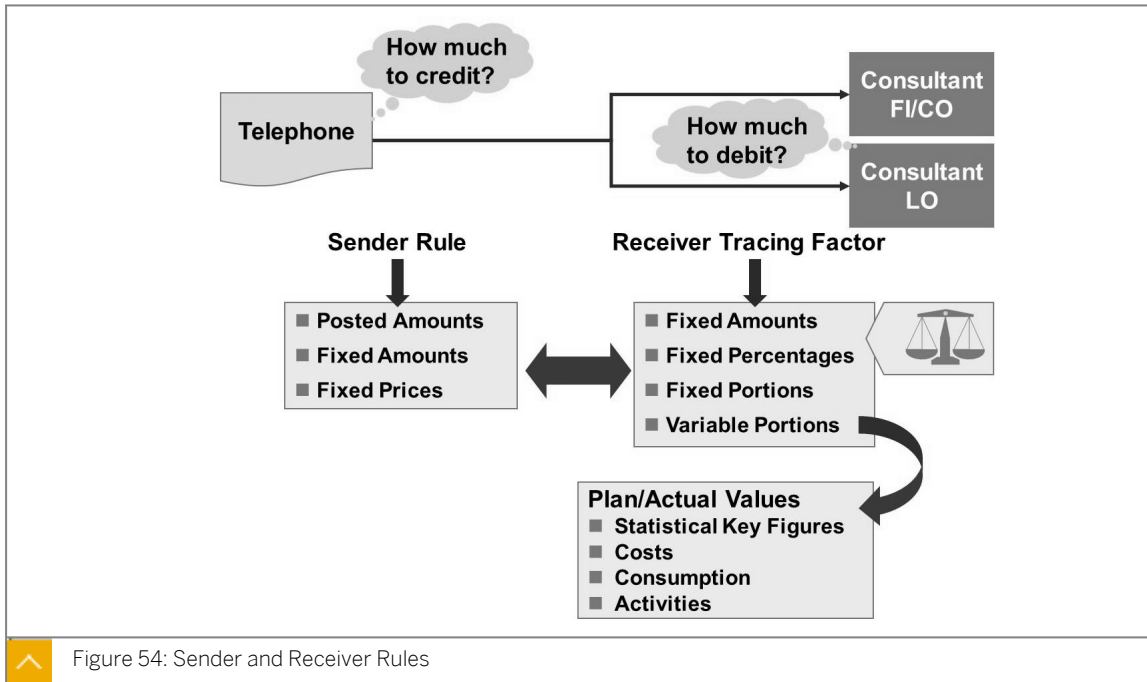 How much
to credit?
Telephone
Consultant
FI/CO
How much
to debit?
Consultant
LO
Sender Rule
Receiver Tracing Factor
Posted Amounts
Fixed Amounts
Fixed Prices
Fixed Amounts
Fixed Percentages
Fixed Portions
Variable Portions
Plan/Actual Values
Statistical Key Figures
Costs
Consumption
Activities
Figure 54: Sender and Receiver Rules